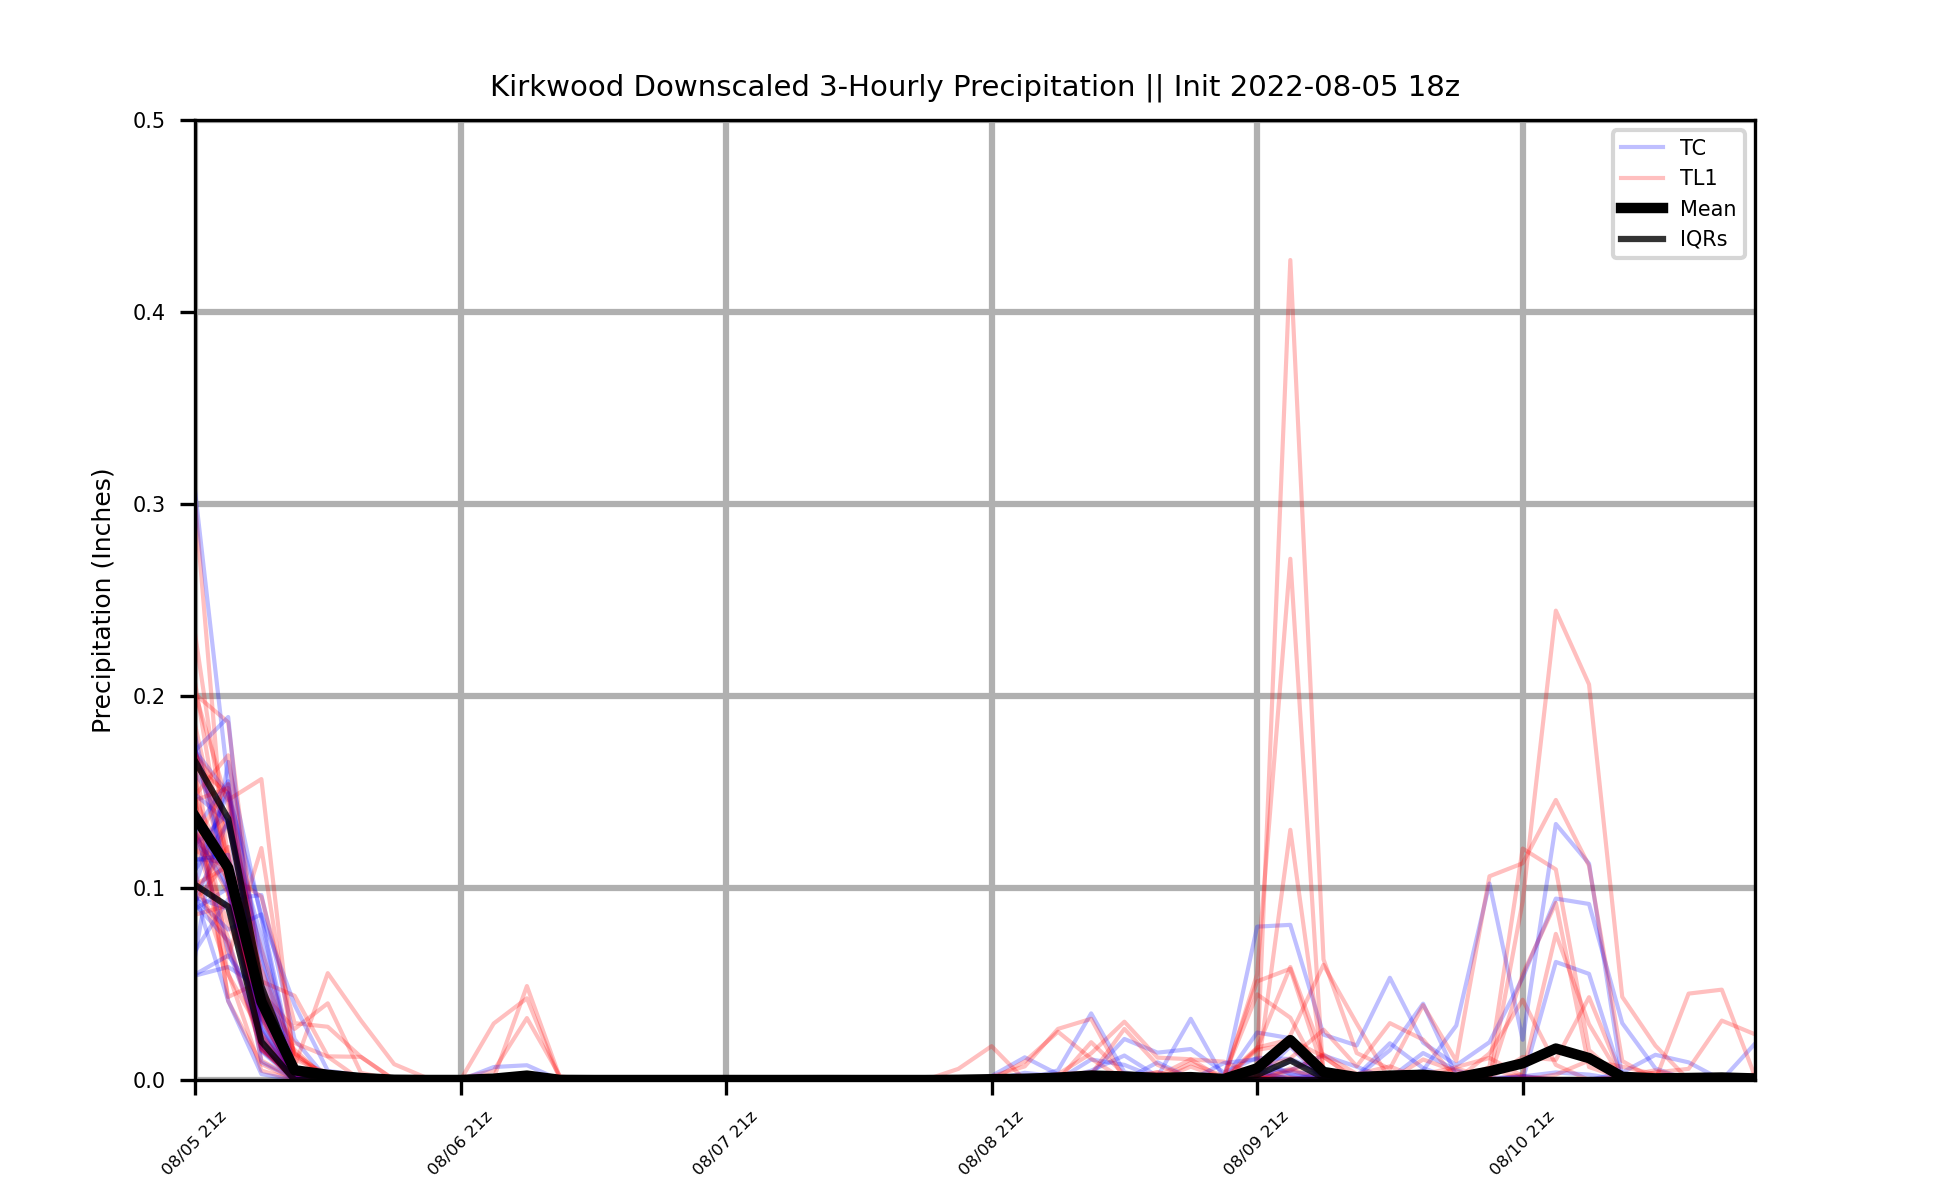 Kirkwood Downscaled 3-Hourly Precipitation || Init 2022-08-05 18z
TC
TL1
Mean
IQRs
Precipitation (Inches)
0.5
0.4
0.3
0.2
0.1
0.0
08/05 21z
08/06 21z
08/07 21z
08/08 21z
08/09 21z
08/10 21z